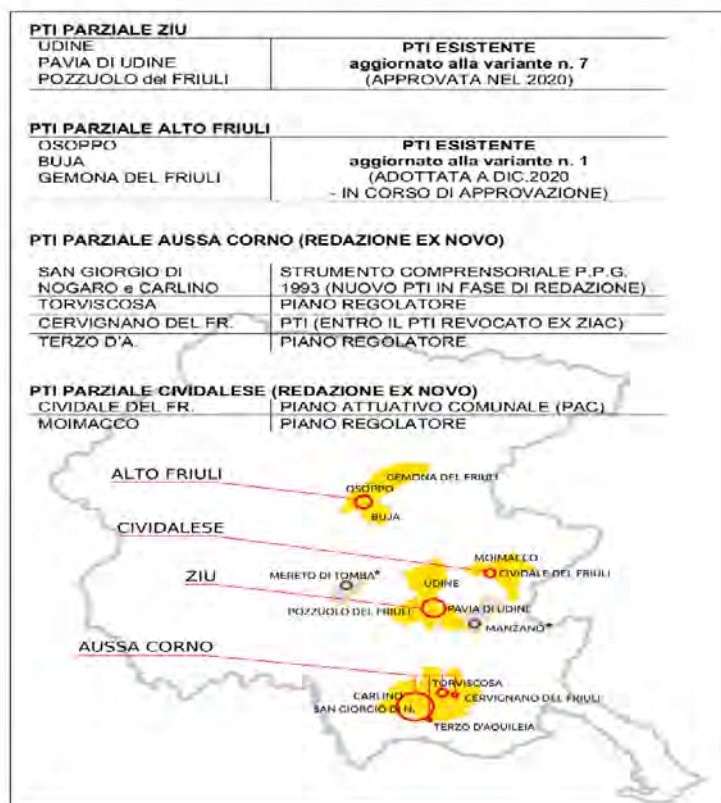 PTI PARZIALE ZIU
UDINE
PAVIA DI UDINE
POZZUOLO del FRIULI
PTI ESISTENTE
aggiornato alla variante n. 7
(APPROVATA NEL 2020)
PTI PARZIALE ALTO FRIULI
OSOPPO
BUJA
GEMONA DEL FRIULI
PTI ESISTENTE
aggiornato alla variante n. 1
(ADOTTATA A DIC.2020
- IN CORSO DI APPROVAZIONE)
PTI PARZIALE AUSSA CORNO (REDAZIONE EX NOVO)
SAN GIORGIO DI
NOGARO e CARLINO
STRUMENTO COMPRENSORIALE P.P.G.
1993 (NUOVO PTI IN FASE DI REDAZIONE)
TORVISCOSA
PIANO REGOLATORE
CERVIGNANO DEL FR.
PTI (ENTRO IL PTI REVOCATO EX ZIAC)
TERZO D'A.
PIANO REGOLATORE
PTI PARZIALE CIVIDALESE (REDAZIONE EX NOVO)
CIVIDALE DEL FR.
PIANO ATTUATIVO COMUNALE (PAC)
MOIMACCO
PIANO REGOLATORE
ALTO FRIULI
GEMONA DEL FRIULI
OSOPPO
BUJA
CIVIDALESE
MOIMACCO
CIVIDALE DEL FRIULI
ZIU
MERETO DI TOMBA*
UDINE
POZZUOLO DEL FRIULI
PAVIA DI UDINE
MANZANO*
AUSSA CORNO
TORVISCOSA
CARLINO
CERVIGNANO DEL FRIULI
SAN GIORGIO DI N.
TERZO D'AQUILEIA